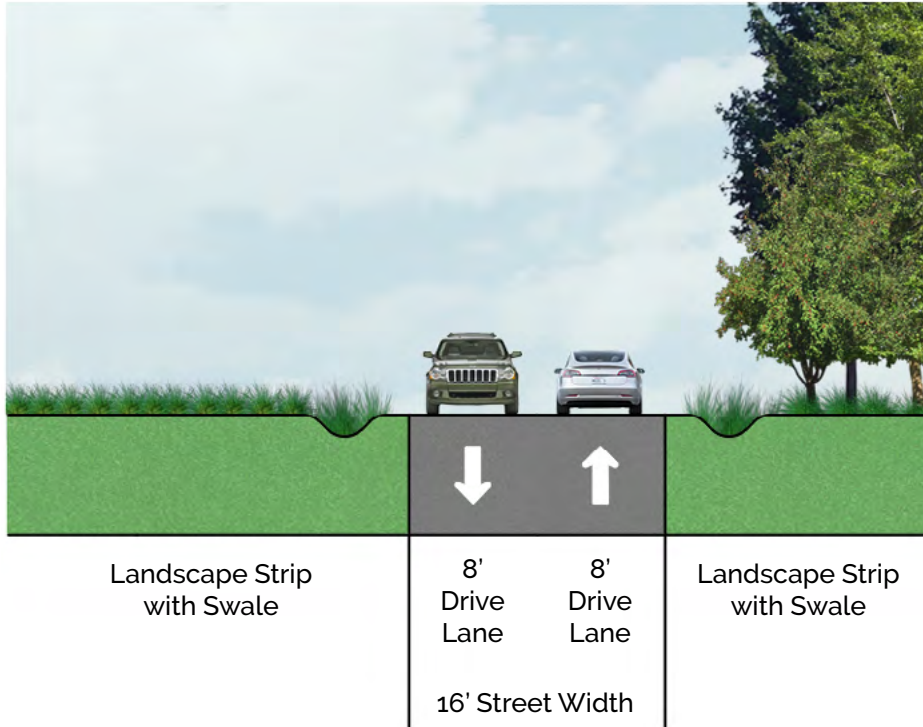 Landscape Strip
with Swale
8’
Drive
Lane
8’
Drive
Lane
Landscape Strip
with Swale
16’ Street Width